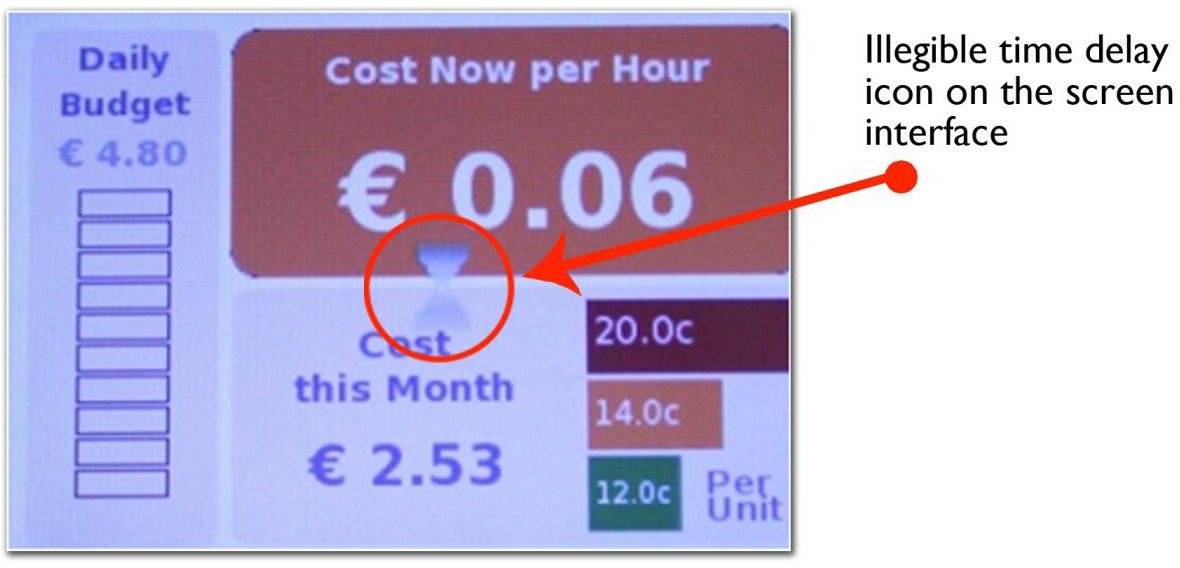 Daily
Budget
€ 4.80
Cost Now per Hour
€ 0.06
Cost
this Month
€ 2.53
20.0c
14.0c
12.0c
Per
Unit
Illegible time delay
icon on the screen
interface